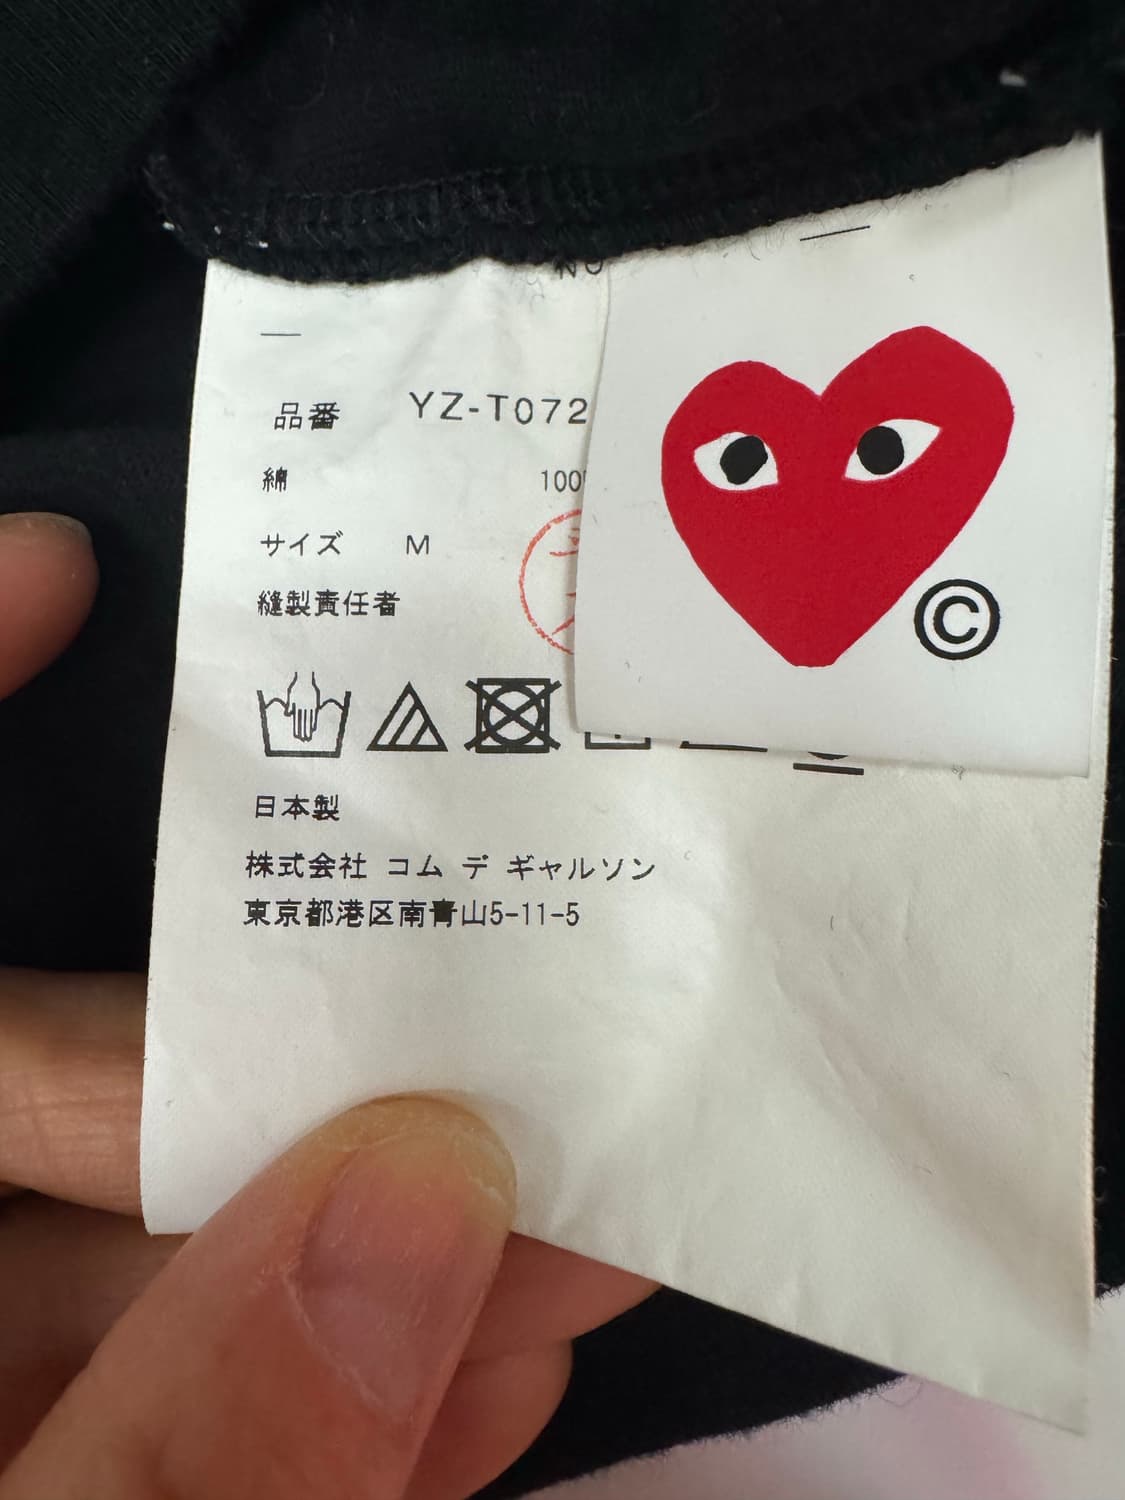 NO
品番 YZ-T072
綿 100
サイズ M
縫製責任者
日本製
株式会社 コム デ ギャルソン
東京都港区南青山5-11-5
©